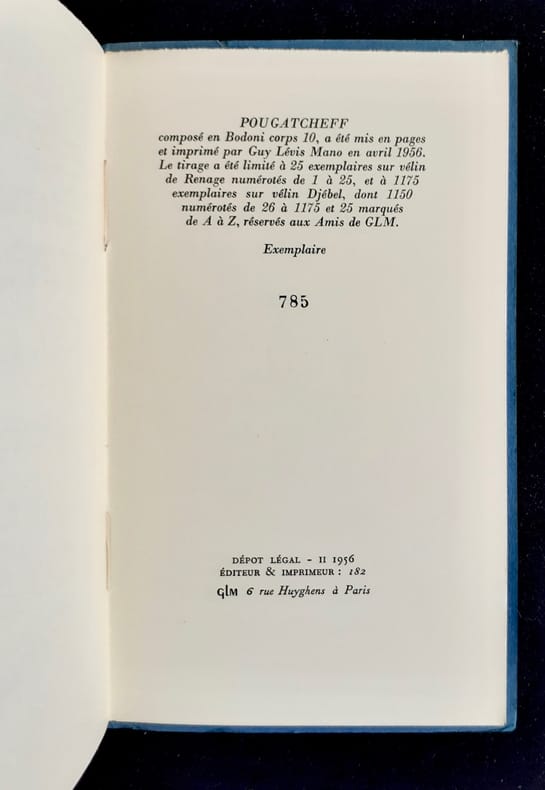 POUGATCHEFF
composé en Bodoni corps 10, a été mis en pages
et imprimé par Guy Lévis Mano en avril 1956.
Le tirage a été limité à 25 exemplaires sur vélin
de Renage numérotés de 1 à 25, et à 1175
exemplaires sur vélin Djébel, dont 1150
numérotés de 26 à 1175 et 25 marqués
de A à Z, réservés aux Amis de GLM.
Exemplaire
785
DÉPOT LÉGAL - II 1956
ÉDITEUR & IMPRIMEUR : 182
GLM 6 rue Huyghens à Paris